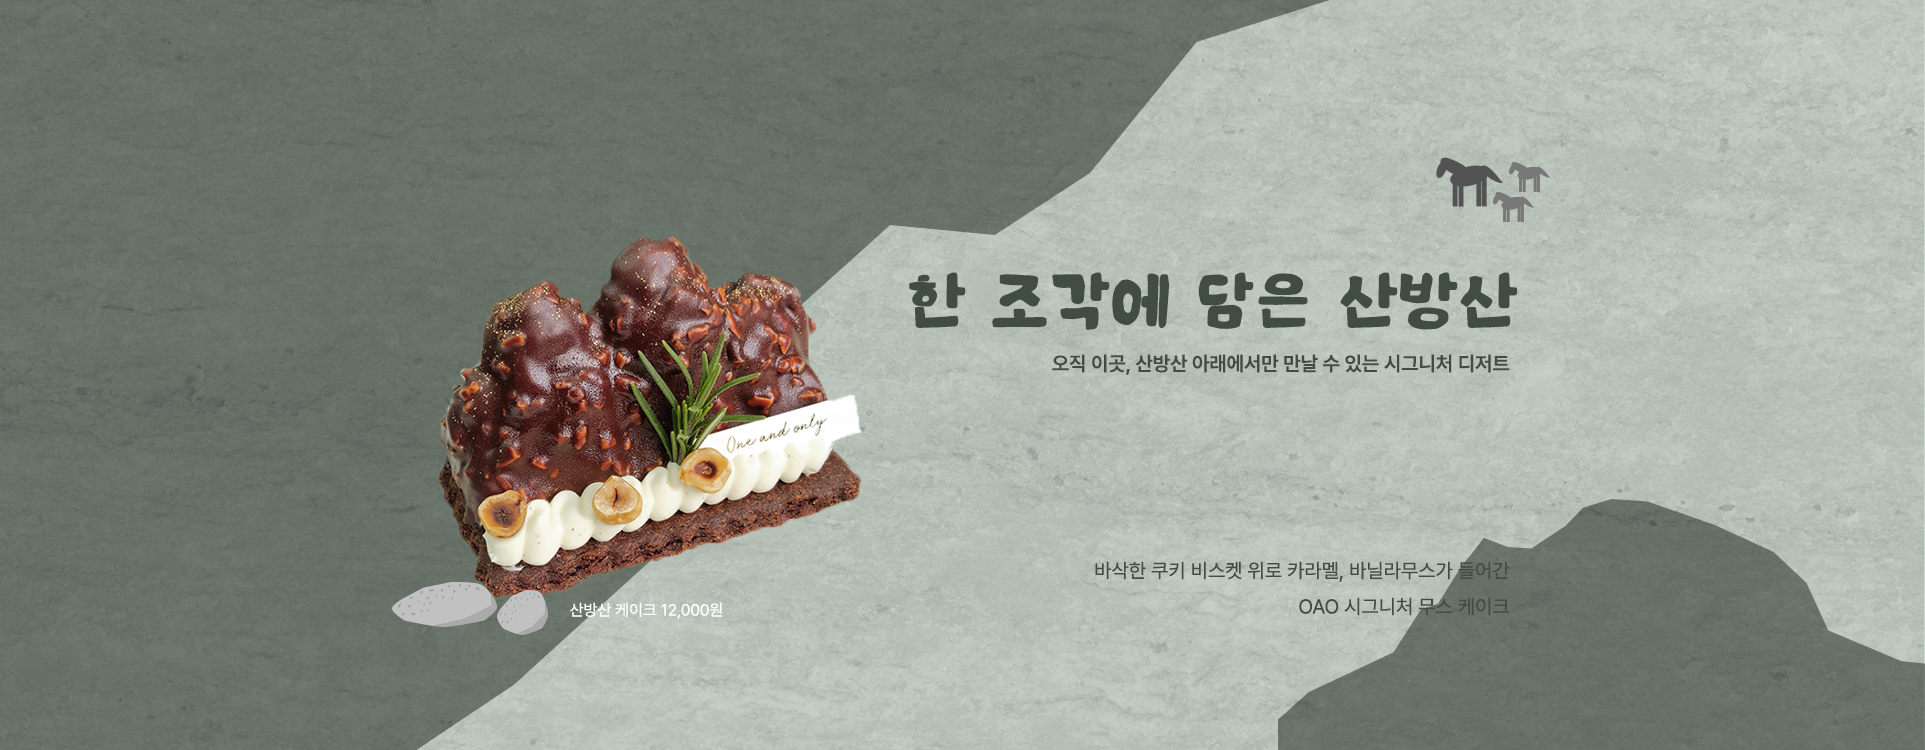 한 조각에 담은 산방산
오직 이곳, 산방산 아래에서만 만날 수 있는 시그니처 디저트
One and only
바삭한 쿠키 비스켓 위로 카라멜, 바닐라무스가 들어간
OAO 시그니처 무스 케이크
산방산 케이크 12,000원